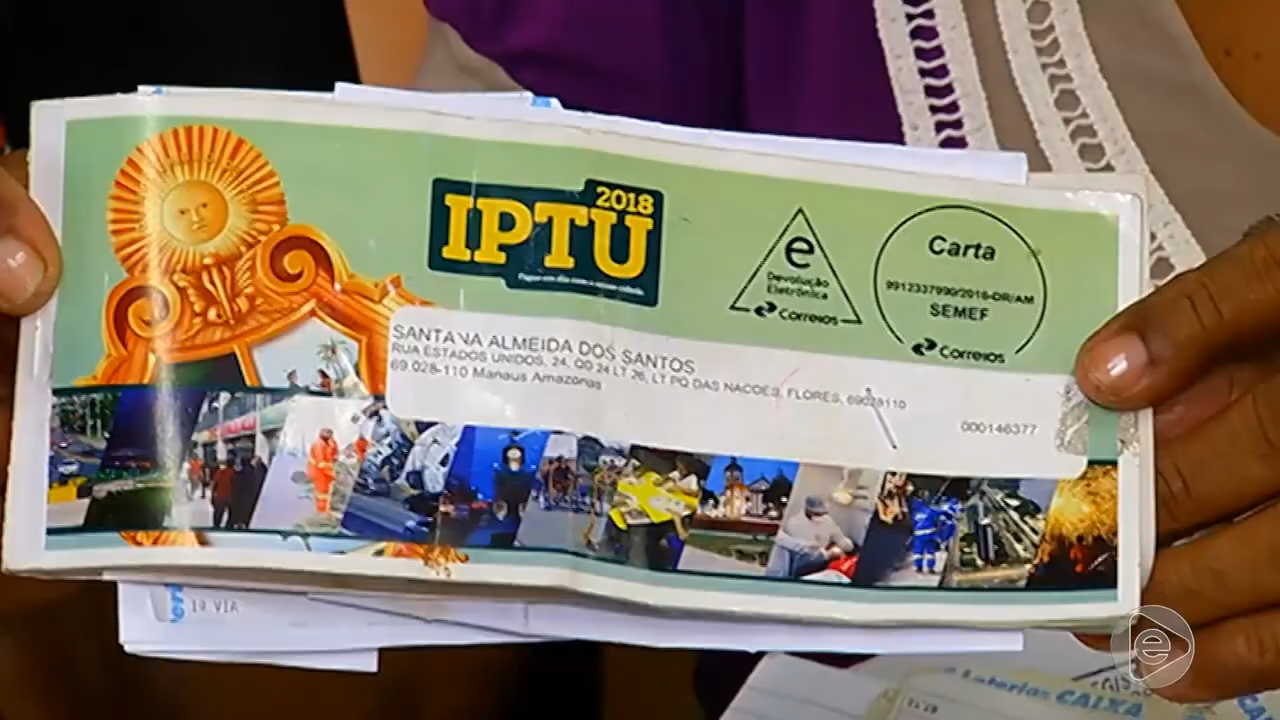 2018
IPTU
e
Devolução
Eletrônica
Correios
Carta
9912337990/2016-DR/AM
SEMEF
Correios
SANTANA ALMEIDA DOS SANTOS
RUA ESTADOS UNIDOS, 24, QD 24 LT 26, LT PQ DAS NACOES, FLORES, 69028110
69.028-110 Manaus Amazonas
000146377
1ª VIA
e
Loterias CAIXA